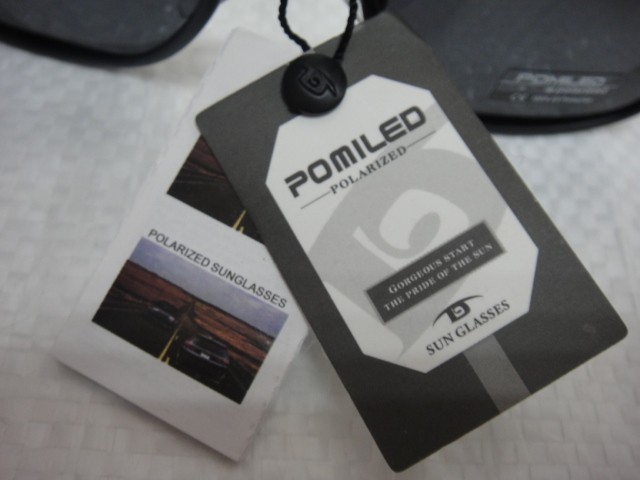 POMILED
POLARIZED
GORGEOUS START
THE PRIDE OF THE SUN
SUN GLASSES
POLARIZED SUNGLASSES
POMILED